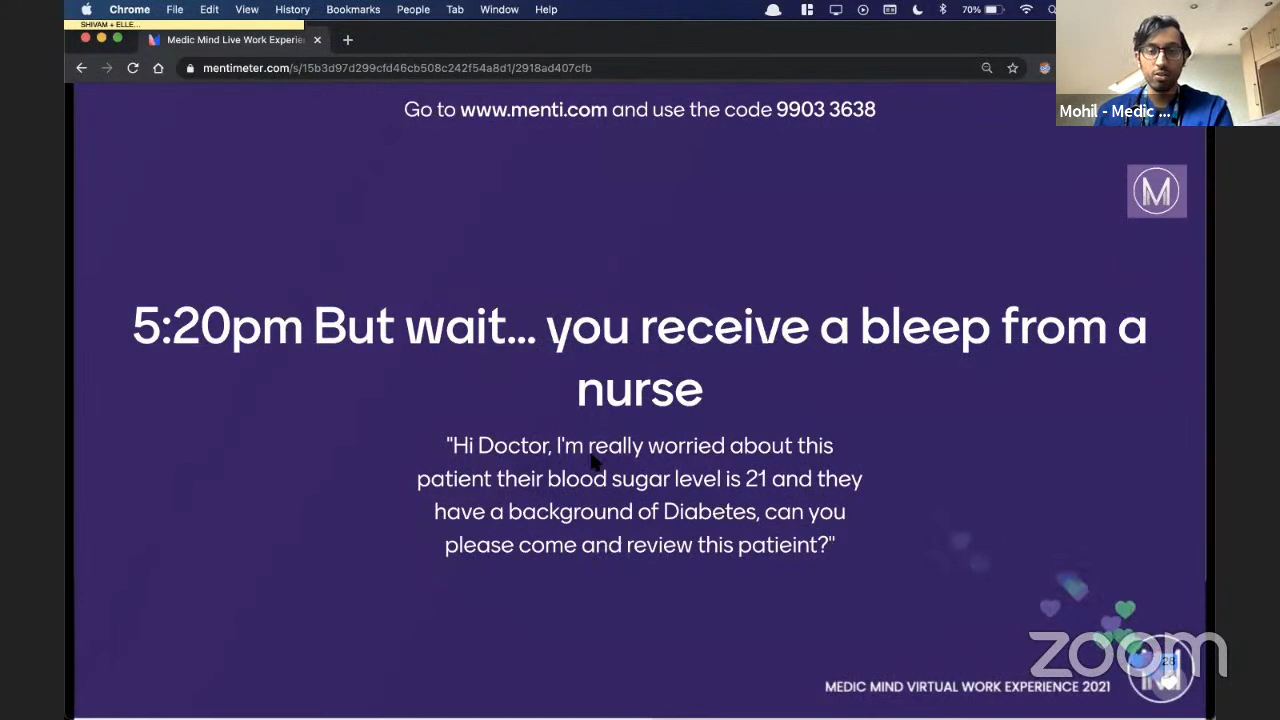 Chrome File Edit View History Bookmarks People Tab Window Help 70%
SHIVAM + ELLE...
Medic Mind Live Work Experien
mentimeter.com/s/15b3d97d299cfd46cb508c242f54a8d1/2918ad407cfb
Mohil - Medic ...
Go to www.menti.com and use the code 9903 3638
M
5:20pm But wait... you receive a bleep from a
nurse
"Hi Doctor, I'm really worried about this
patient their blood sugar level is 21 and they
have a background of Diabetes, can you
please come and review this patieint?"
zoom
MEDIC MIND VIRTUAL WORK EXPERIENCE 2021